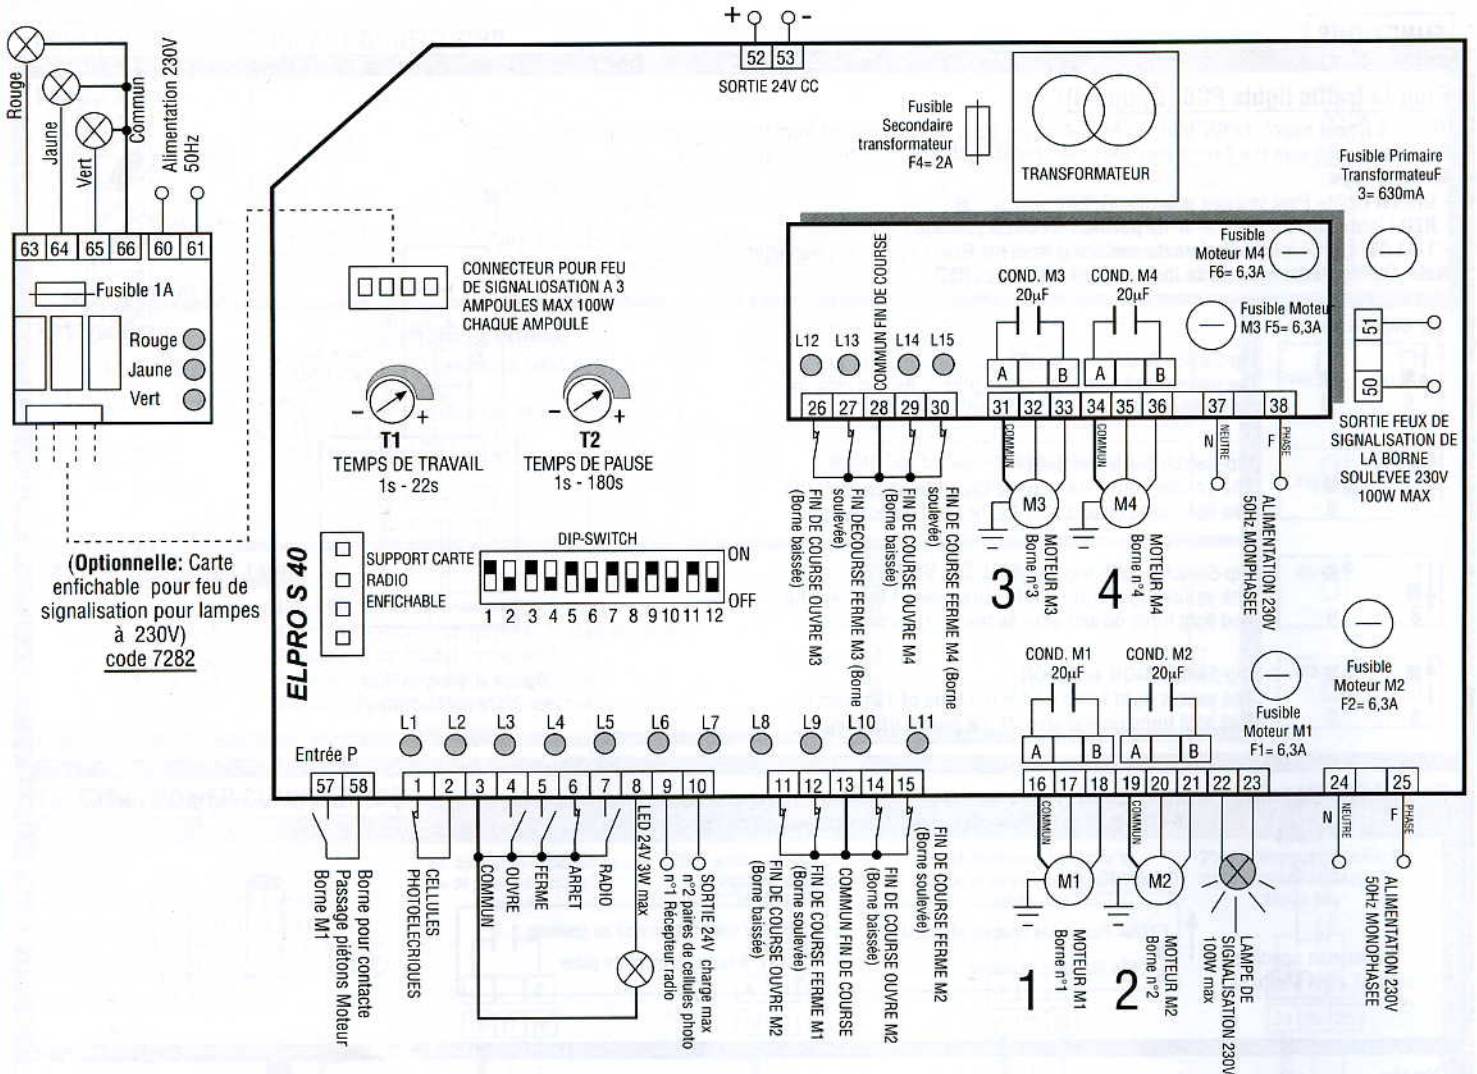 + -
52 53
SORTIE 24V CC
Rouge
Jaune
Vert
Commun
Alimentation 230V
50Hz
63 64 65 66 60 61
Fusible 1A
Rouge
Jaune
Vert
(Optionnelle: Carte
enfichable pour feu de
signalisation pour lampes
à 230V)
code 7282
CONNECTEUR POUR FEU
DE SIGNALIOSATION A 3
AMPOULES MAX 100W
CHAQUE AMPOULE
- +
T1
TEMPS DE TRAVAIL
1s - 22s
- +
T2
TEMPS DE PAUSE
1s - 180s
Fusible
Secondaire
transformateur
F4= 2A
TRANSFORMATEUR
Fusible Primaire
TransformateuF
3= 630mA
ELPRO S 40
SUPPORT CARTE
RADIO
ENFICHABLE
DIP-SWITCH
ON
OFF
1 2 3 4 5 6 7 8 9 10 11 12
COMMUN FIN DE COURSE
L12 L13 L14 L15
COND. M3
20µF
COND. M4
20µF
Fusible
Moteur M4
F6= 6,3A
Fusible Moteur
M3 F5= 6,3A
A B A B
26 27 28 29 30 31 32 33 34 35 36 37 38
51
50
SORTIE FEUX DE
SIGNALISATION DE
LA BORNE
SOULEVEE 230V
100W MAX
FIN DE COURSE OUVRE M3
(Borne baissée)
FIN DECOURSE FERME M3 (Borne
soulevée)
FIN DE COURSE OUVRE M4
(Borne baissée)
FIN DE COURSE FERME M4 (Borne
soulevée)
COMMUN
M3
3
MOTEUR M3
Borne n°3
COMMUN
M4
4
MOTEUR M4
Borne n°4
N NEUTRE
F PHASE
ALIMENTATION 230V
50Hz MONPHASEE
COND. M1
20µF
COND. M2
20µF
Fusible
Moteur M1
F1= 6,3A
Fusible
Moteur M2
F2= 6,3A
L1 L2 L3 L4 L5 L6 L7 L8 L9 L10 L11
Entrée P
A B A B
57 58 1 2 3 4 5 6 7 8 9 10 11 12 13 14 15 16 17 18 19 20 21 22 23 24 25
Borne pour contacte
Passage piétons Moteur
Borne M1
CELLULES
PHOTOELECRIQUES
COMMUN
OUVRE
FERME
ARRET
RADIO
LED 24V 3W max
SORTIE 24V charge max
n°2 paires de cellules photo
n°1 Récepteur radio
FIN DE COURSE OUVRE M2
(Borne baissée)
FIN DE COURSE FERME M1
(Borne soulevée)
COMMUN FIN DE COURSE
FIN DE COURSE OUVRE M2
(Borne baissée)
FIN DE COURSE FERME M2
(Borne soulevée)
COMMUN
M1
1
MOTEUR M1
Borne n°1
COMMUN
M2
2
MOTEUR M2
Borne n°2
LAMPE DE
SIGNALISATION 230V
100W max
N NEUTRE
F PHASE
ALIMENTATION 230V
50Hz MONOPHASEE